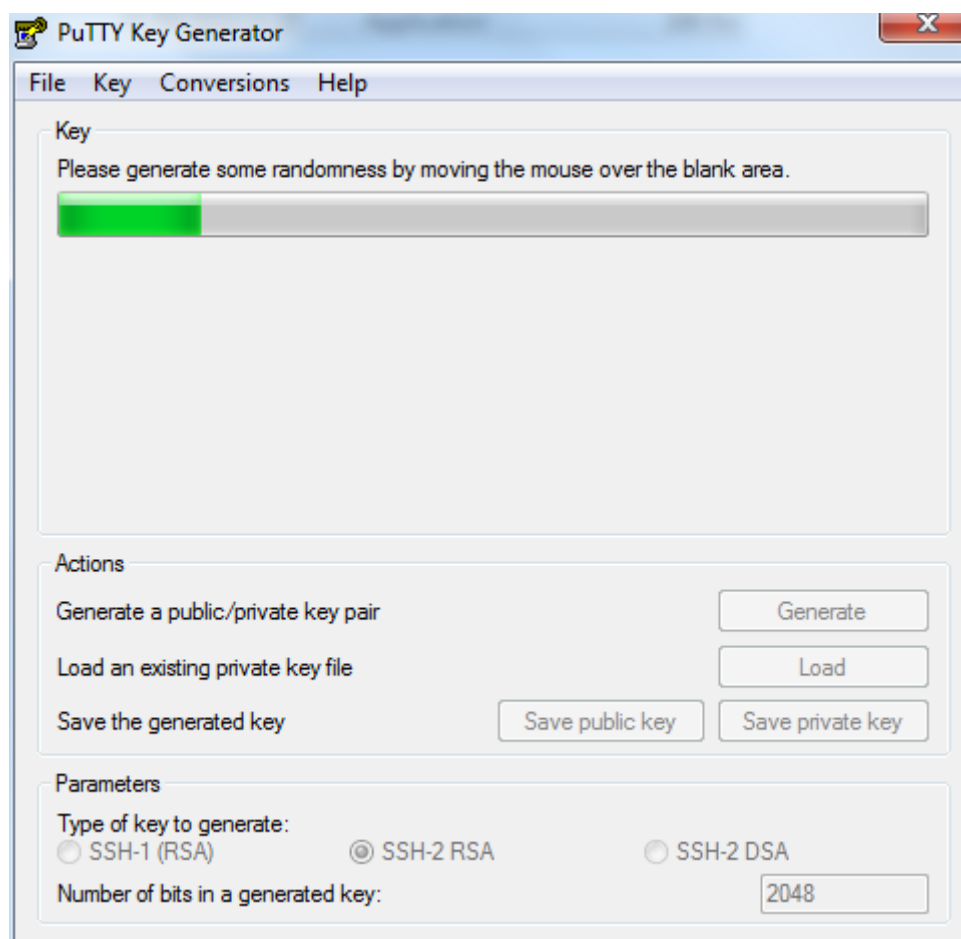 PuTTY Key Generator
File Key Conversions Help
Key
Please generate some randomness by moving the mouse over the blank area.
Actions
Generate a public/private key pair Generate
Load an existing private key file Load
Save the generated key Save public key Save private key
Parameters
Type of key to generate:
SSH-1 (RSA) SSH-2 RSA SSH-2 DSA
Number of bits in a generated key: 2048